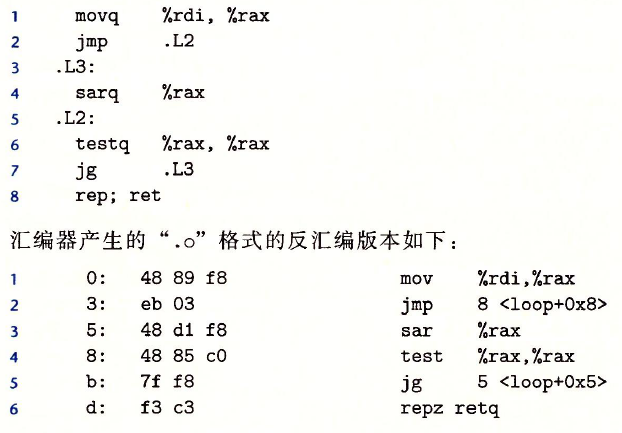 1 movq %rdi, %rax
2 jmp .L2
3 .L3:
4 sarq %rax
5 .L2:
6 testq %rax, %rax
7 jg .L3
8 rep; ret
汇编器产生的“.o”格式的反汇编版本如下：
1 0: 48 89 f8 mov %rdi,%rax
2 3: eb 03 jmp 8 <loop+0x8>
3 5: 48 d1 f8 sar %rax
4 8: 48 85 c0 test %rax,%rax
5 b: 7f f8 jg 5 <loop+0x5>
6 d: f3 c3 repz retq